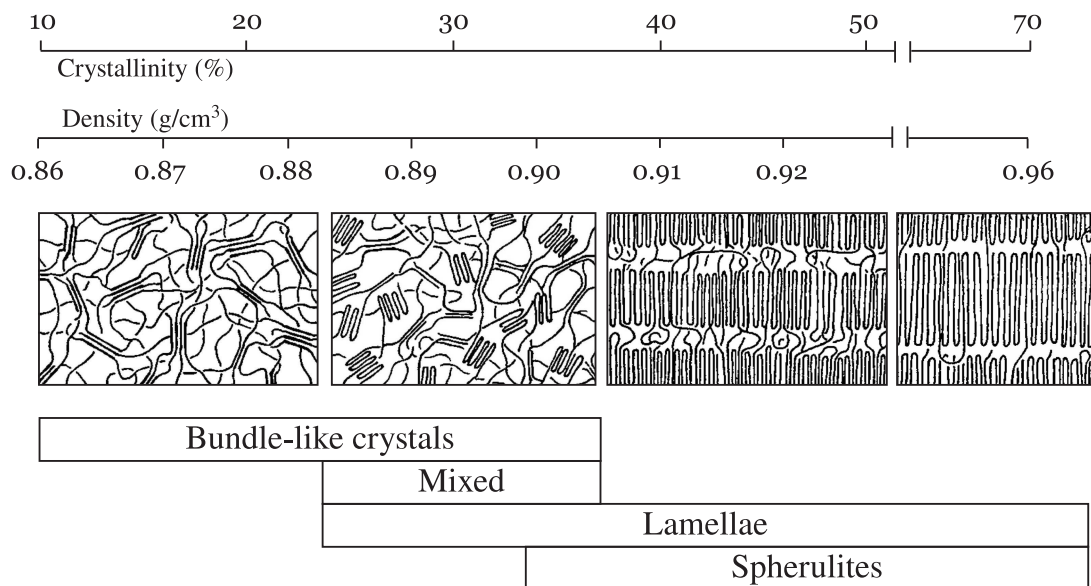 10 20 30 40 50 70
Crystallinity (%)
Density (g/cm³)
0.86 0.87 0.88 0.89 0.90 0.91 0.92 0.96
Bundle-like crystals
Mixed
Lamellae
Spherulites